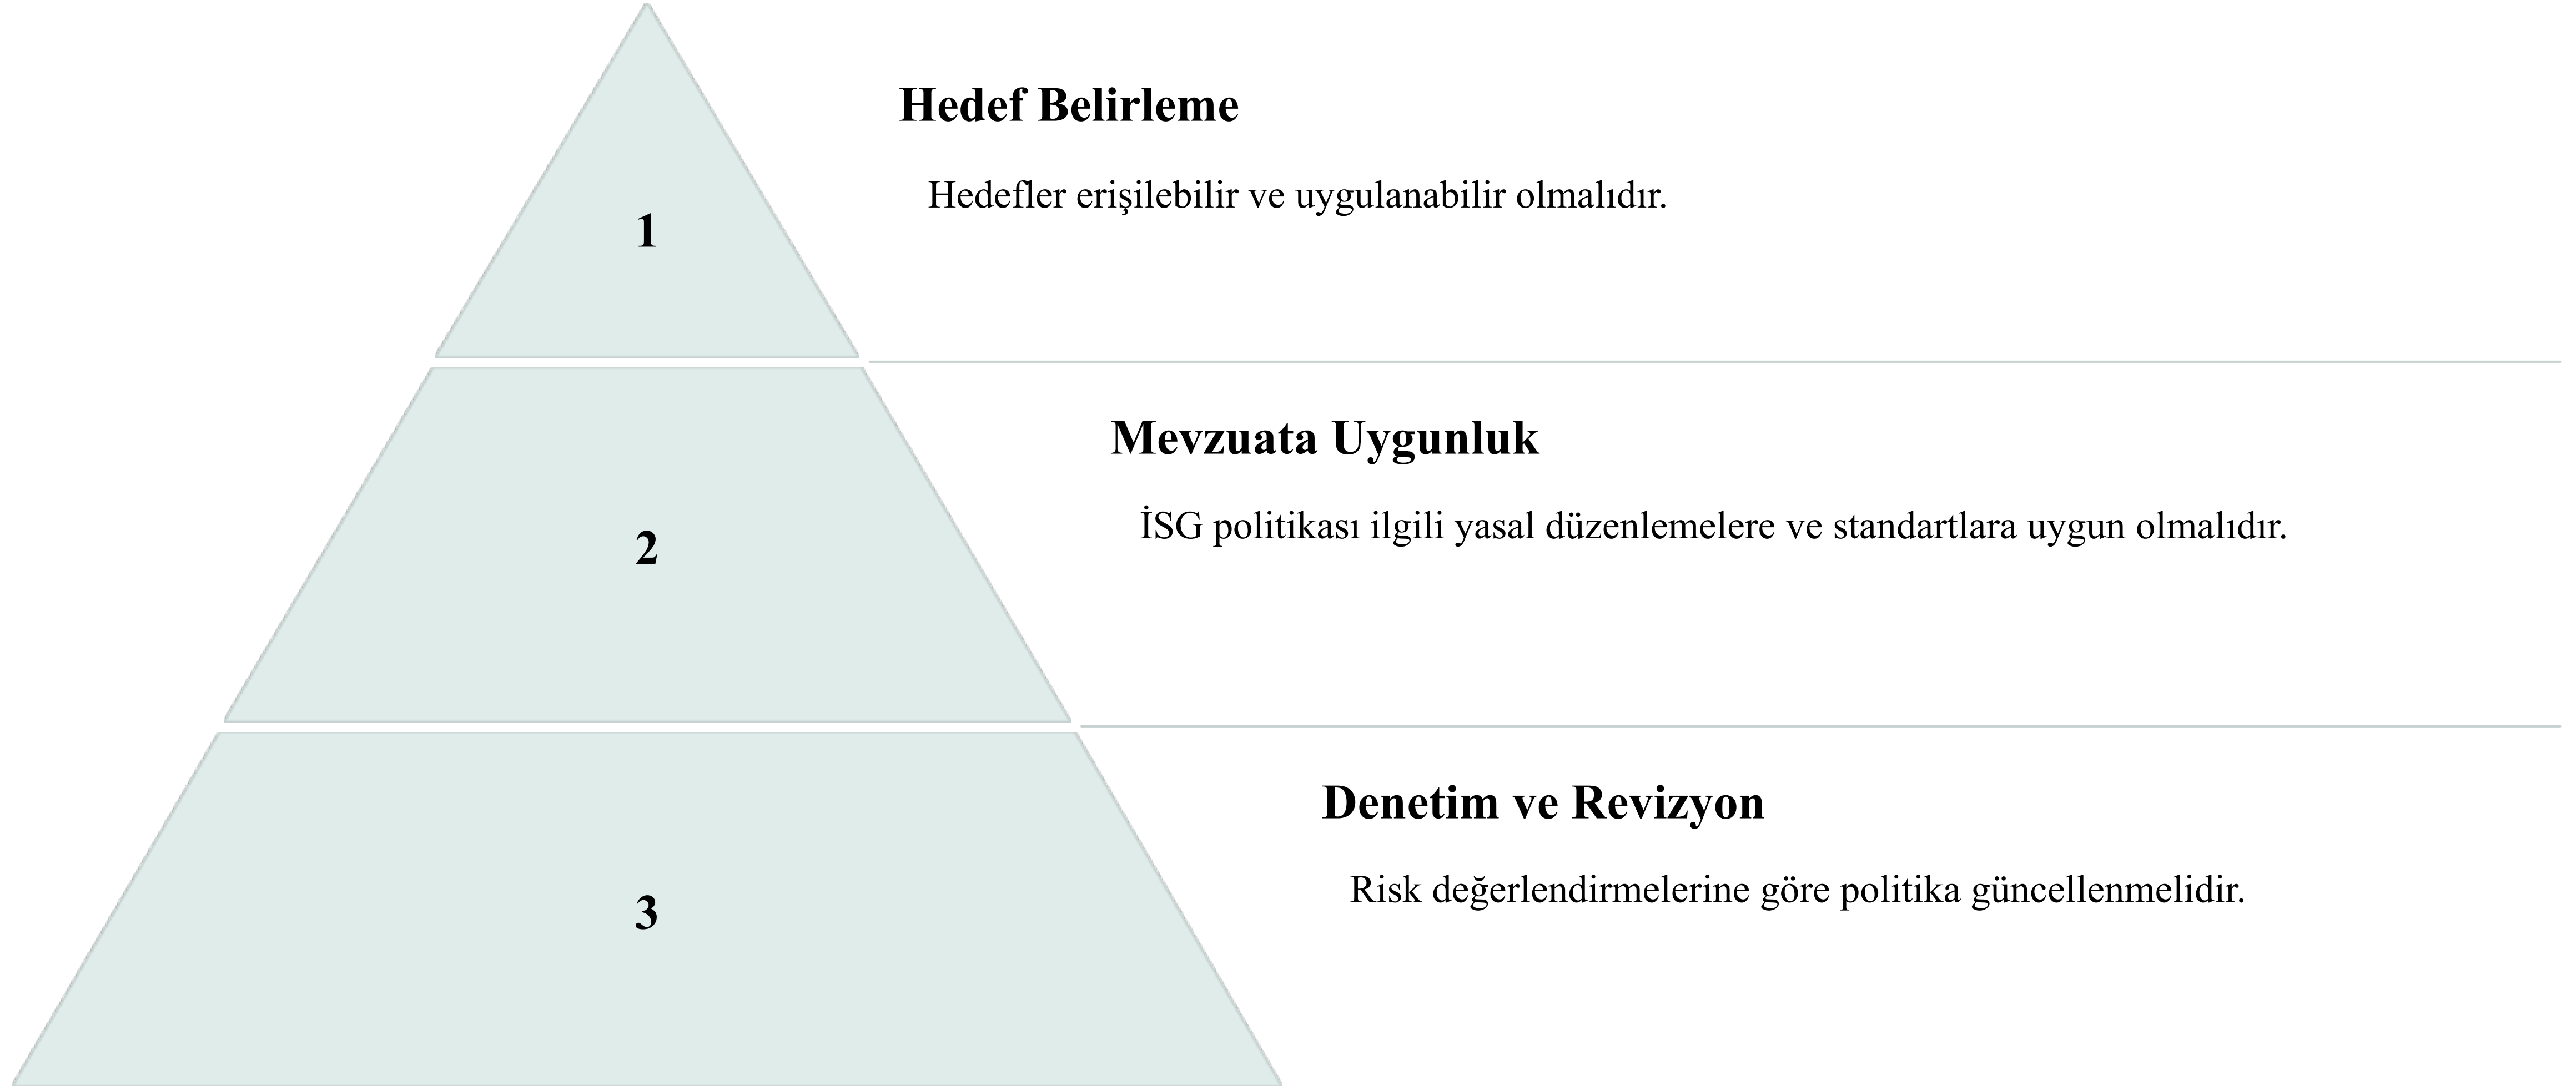 Hedef Belirleme
Hedefler erişilebilir ve uygulanabilir olmalıdır.
1
Mevzuata Uygunluk
İSG politikası ilgili yasal düzenlemelere ve standartlara uygun olmalıdır.
2
Denetim ve Revizyon
Risk değerlendirmelerine göre politika güncellenmelidir.
3